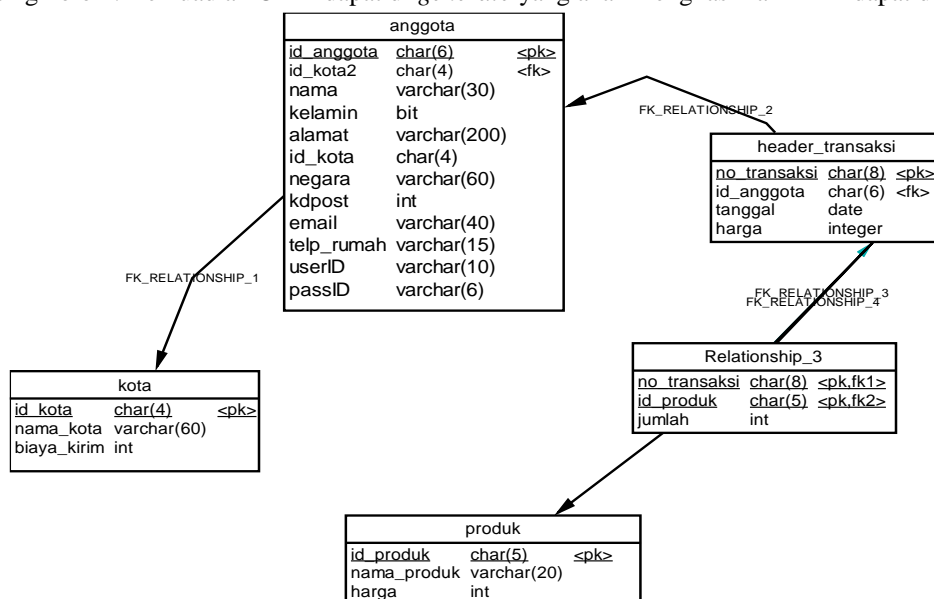 anggota
id_anggota char(6) <pk>
id_kota2 char(4) <fk>
nama varchar(30)
kelamin bit
alamat varchar(200)
id_kota char(4)
negara varchar(60)
kdpost int
email varchar(40)
telp_rumah varchar(15)
userID varchar(10)
passID varchar(6)
FK_RELATIONSHIP_2
header_transaksi
no_transaksi char(8) <pk>
id_anggota char(6) <fk>
tanggal date
harga integer
FK_RELATIONSHIP_1
FK_RELATIONSHIP_3
FK_RELATIONSHIP_4
kota
id_kota char(4) <pk>
nama_kota varchar(60)
biaya_kirim int
Relationship_3
no_transaksi char(8) <pk,fk1>
id_produk char(5) <pk,fk2>
jumlah int
produk
id_produk char(5) <pk>
nama_produk varchar(20)
harga int